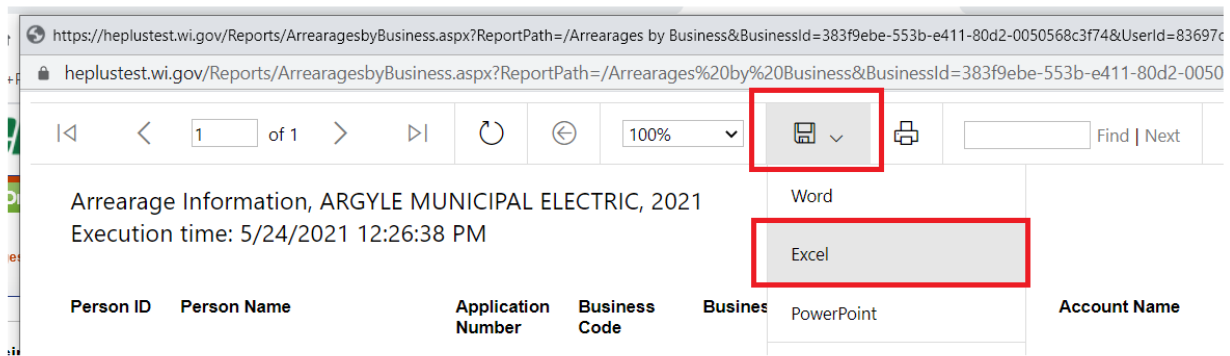 https://heplustest.wi.gov/Reports/ArrearagesbyBusiness.aspx?ReportPath=/Arrearages by Business&BusinessId=383f9ebe-553b-e411-80d2-0050568c3f74&UserId=83697c
heplustest.wi.gov/Reports/ArrearagesbyBusiness.aspx?ReportPath=/Arrearages%20by%20Business&BusinessId=383f9ebe-553b-e411-80d2-0050
1 of 1 100% Find | Next
Word
Arrearage Information, ARGYLE MUNICIPAL ELECTRIC, 2021
Execution time: 5/24/2021 12:26:38 PM
Excel
PowerPoint
Person ID Person Name Application Business Busines Account Name
Number Code